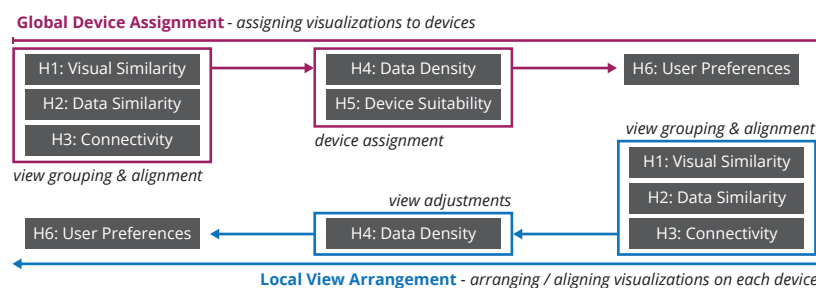 Global Device Assignment - assigning visualizations to devices
H1: Visual Similarity
H2: Data Similarity
H3: Connectivity
view grouping & alignment
H4: Data Density
H5: Device Suitability
device assignment
H6: User Preferences
view grouping & alignment
H1: Visual Similarity
H2: Data Similarity
H3: Connectivity
view adjustments
H4: Data Density
H6: User Preferences
Local View Arrangement - arranging / aligning visualizations on each device